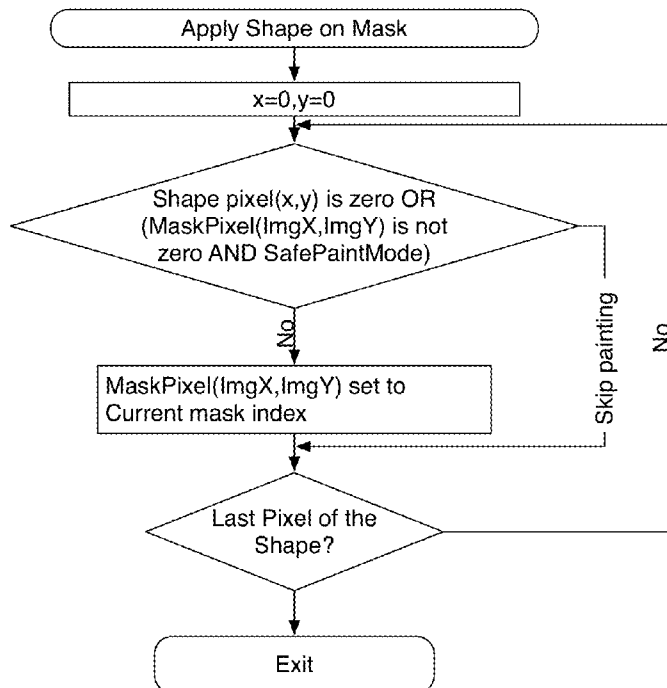 Apply Shape on Mask
x=0,y=0
Shape pixel(x,y) is zero OR
(MaskPixel(ImgX,ImgY) is not
zero AND SafePaintMode)
No
Skip painting
No
MaskPixel(ImgX,ImgY) set to
Current mask index
Last Pixel of the
Shape?
Exit